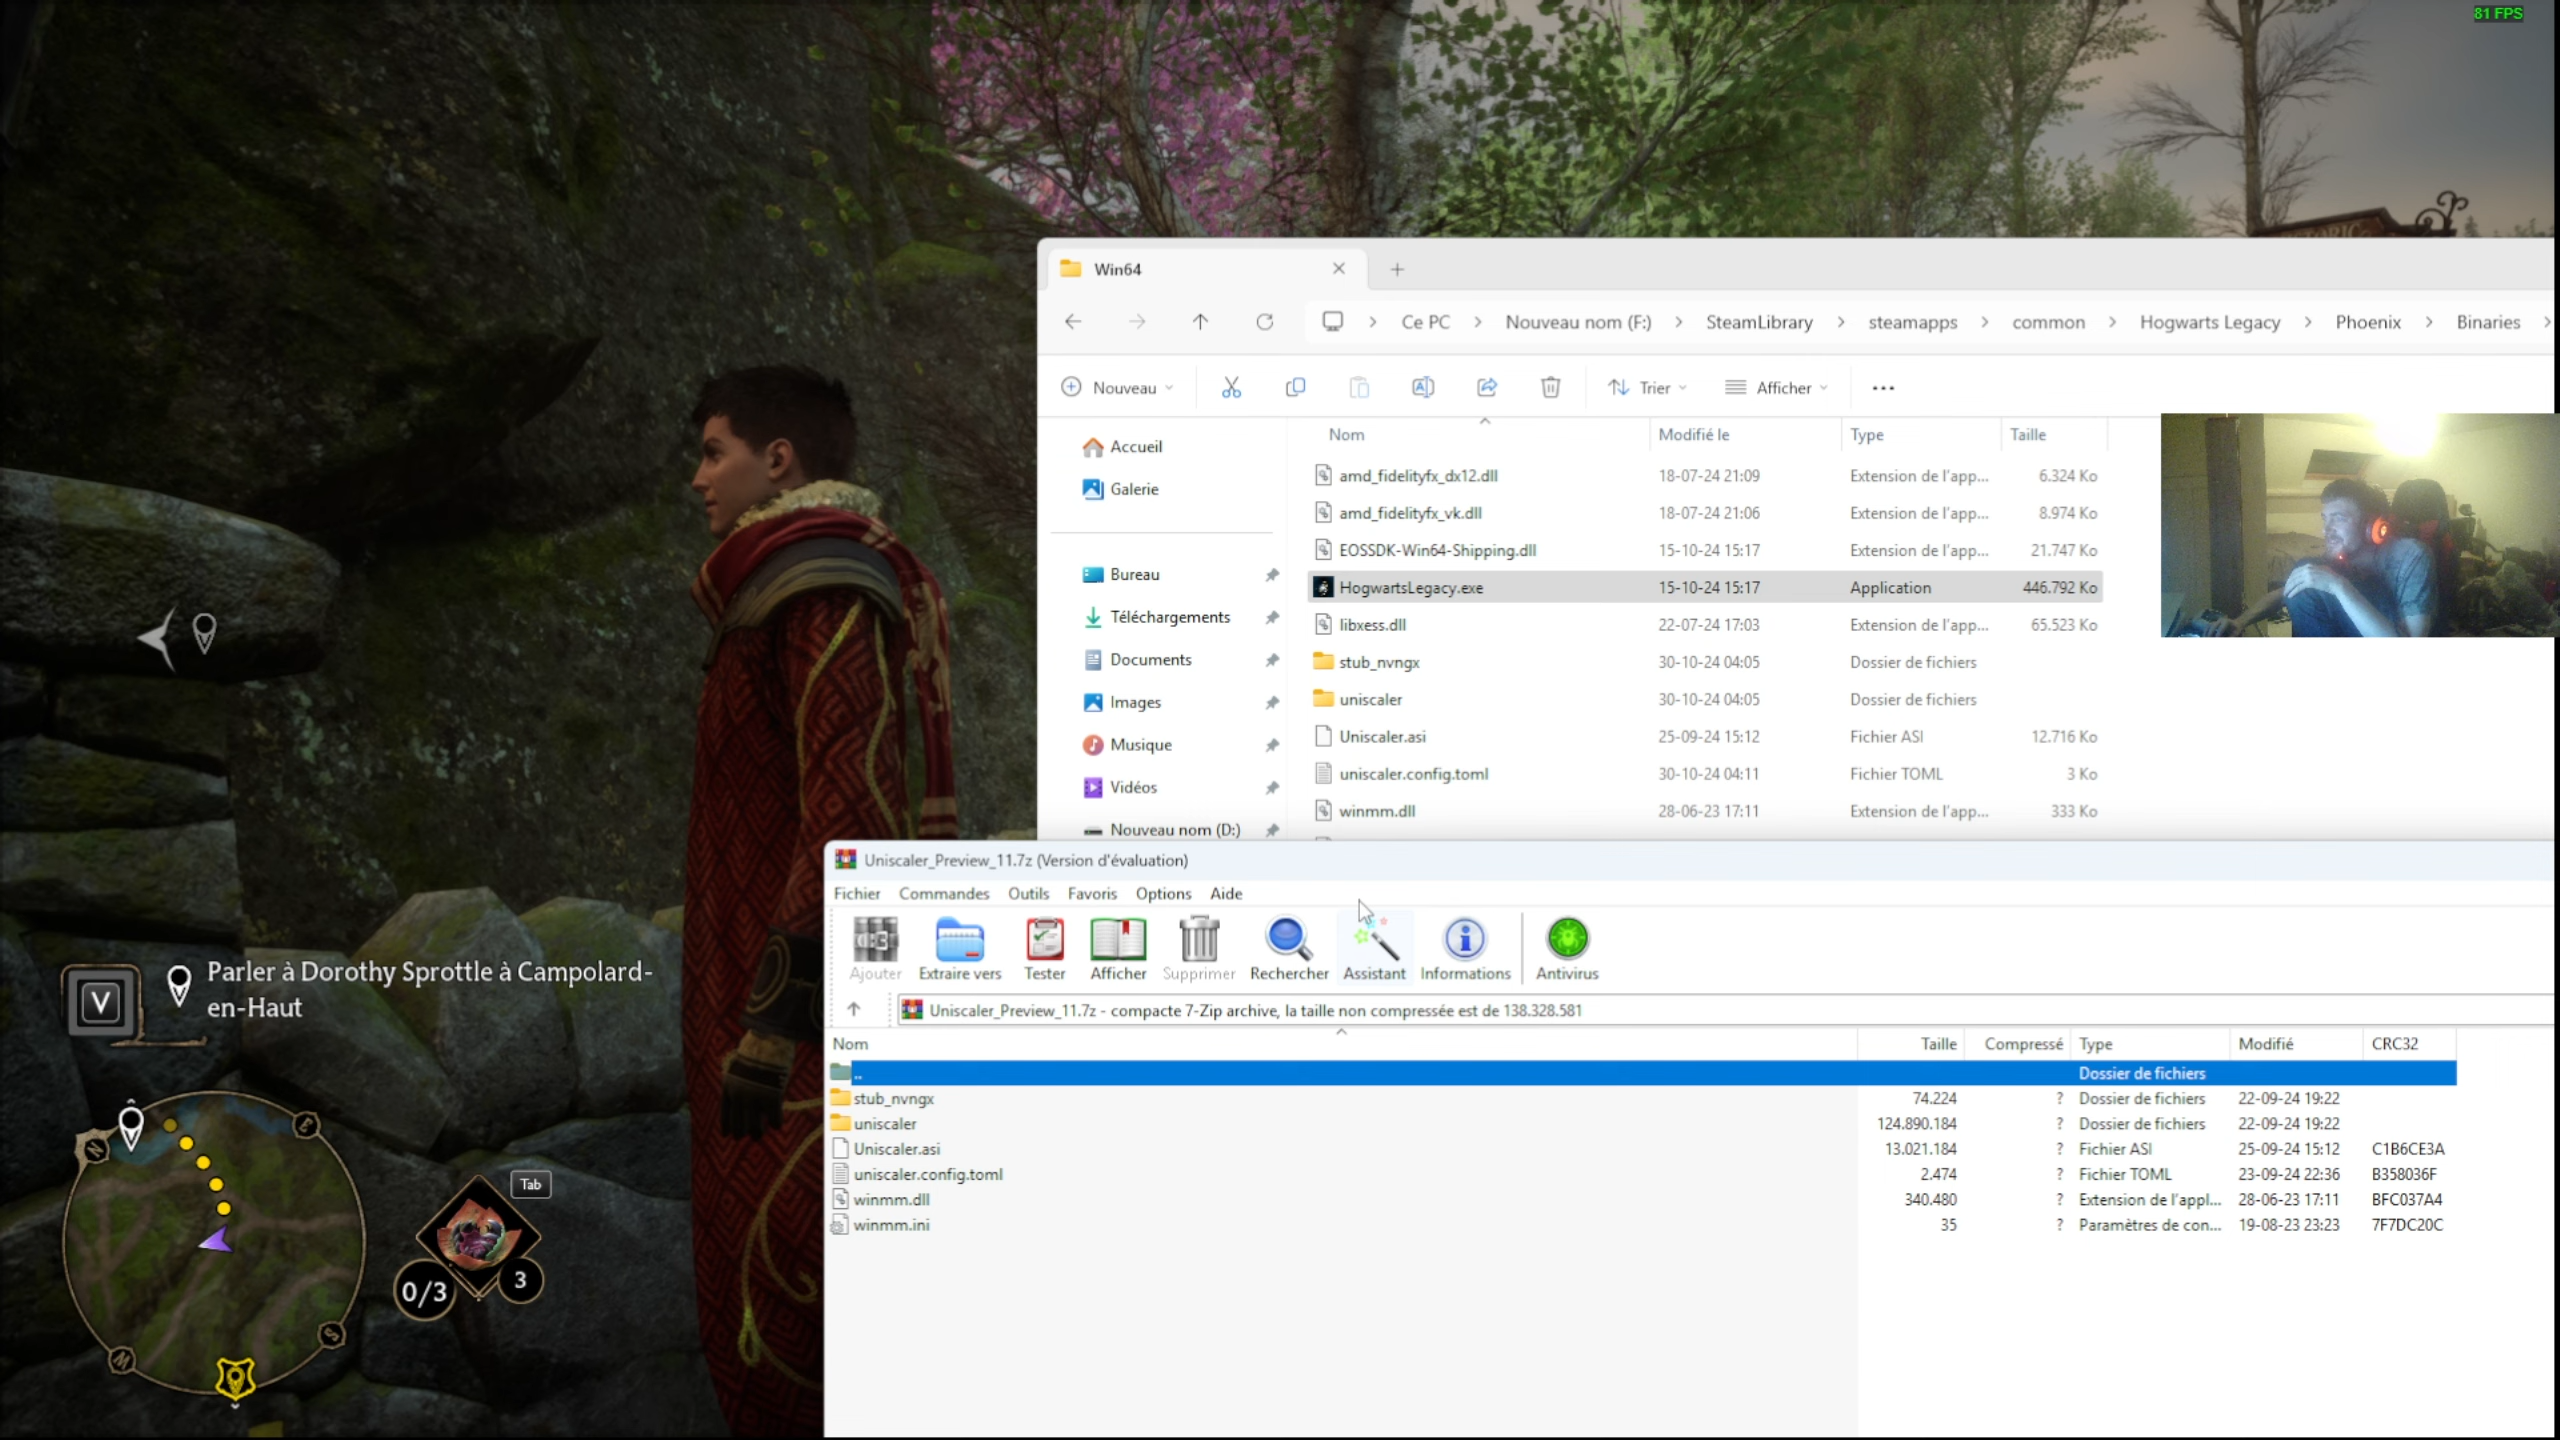 81 FPS
Win64
Ce PC > Nouveau nom (F:) > SteamLibrary > steamapps > common > Hogwarts Legacy > Phoenix > Binaries >
Nouveau Trier Afficher ...
Nom Modifié le Type Taille
Accueil
Galerie
Bureau
Téléchargements
Documents
Images
Musique
Vidéos
Nouveau nom (D:)
amd_fidelityfx_dx12.dll 18-07-24 21:09 Extension de l'app... 6.324 Ko
amd_fidelityfx_vk.dll 18-07-24 21:06 Extension de l'app... 8.974 Ko
EOSSDK-Win64-Shipping.dll 15-10-24 15:17 Extension de l'app... 21.747 Ko
HogwartsLegacy.exe 15-10-24 15:17 Application 446.792 Ko
libxess.dll 22-07-24 17:03 Extension de l'app... 65.523 Ko
stub_nvngx 30-10-24 04:05 Dossier de fichiers
uniscaler 30-10-24 04:05 Dossier de fichiers
Uniscaler.asi 25-09-24 15:12 Fichier ASI 12.716 Ko
uniscaler.config.toml 30-10-24 04:11 Fichier TOML 3 Ko
winmm.dll 28-06-23 17:11 Extension de l'app... 333 Ko
Uniscaler_Preview_11.7z (Version d'évaluation)
Fichier Commandes Outils Favoris Options Aide
Ajouter Extraire vers Tester Afficher Supprimer Rechercher Assistant Informations Antivirus
Uniscaler_Preview_11.7z - compacte 7-Zip archive, la taille non compressée est de 138.328.581
Nom Taille Compressé Type Modifié CRC32
.. Dossier de fichiers
stub_nvngx 74.224 ? Dossier de fichiers 22-09-24 19:22
uniscaler 124.890.184 ? Dossier de fichiers 22-09-24 19:22
Uniscaler.asi 13.021.184 ? Fichier ASI 25-09-24 15:12 C1B6CE3A
uniscaler.config.toml 2.474 ? Fichier TOML 23-09-24 22:36 B358036F
winmm.dll 340.480 ? Extension de l'appl... 28-06-23 17:11 BFC037A4
winmm.ini 35 ? Paramètres de con... 19-08-23 23:23 7F7DC20C
V
Parler à Dorothy Sprottle à Campolard-
en-Haut
N
E
S
Tab
0/3
3